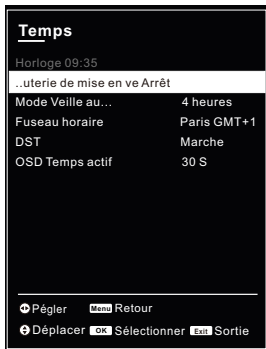 Temps
Horloge 09:35
..uterie de mise en ve Arrêt
Mode Veille au... 4 heures
Fuseau horaire Paris GMT+1
DST Marche
OSD Temps actif 30 S
Pégler Menu Retour
Déplacer OK Sélectionner Exit Sortie